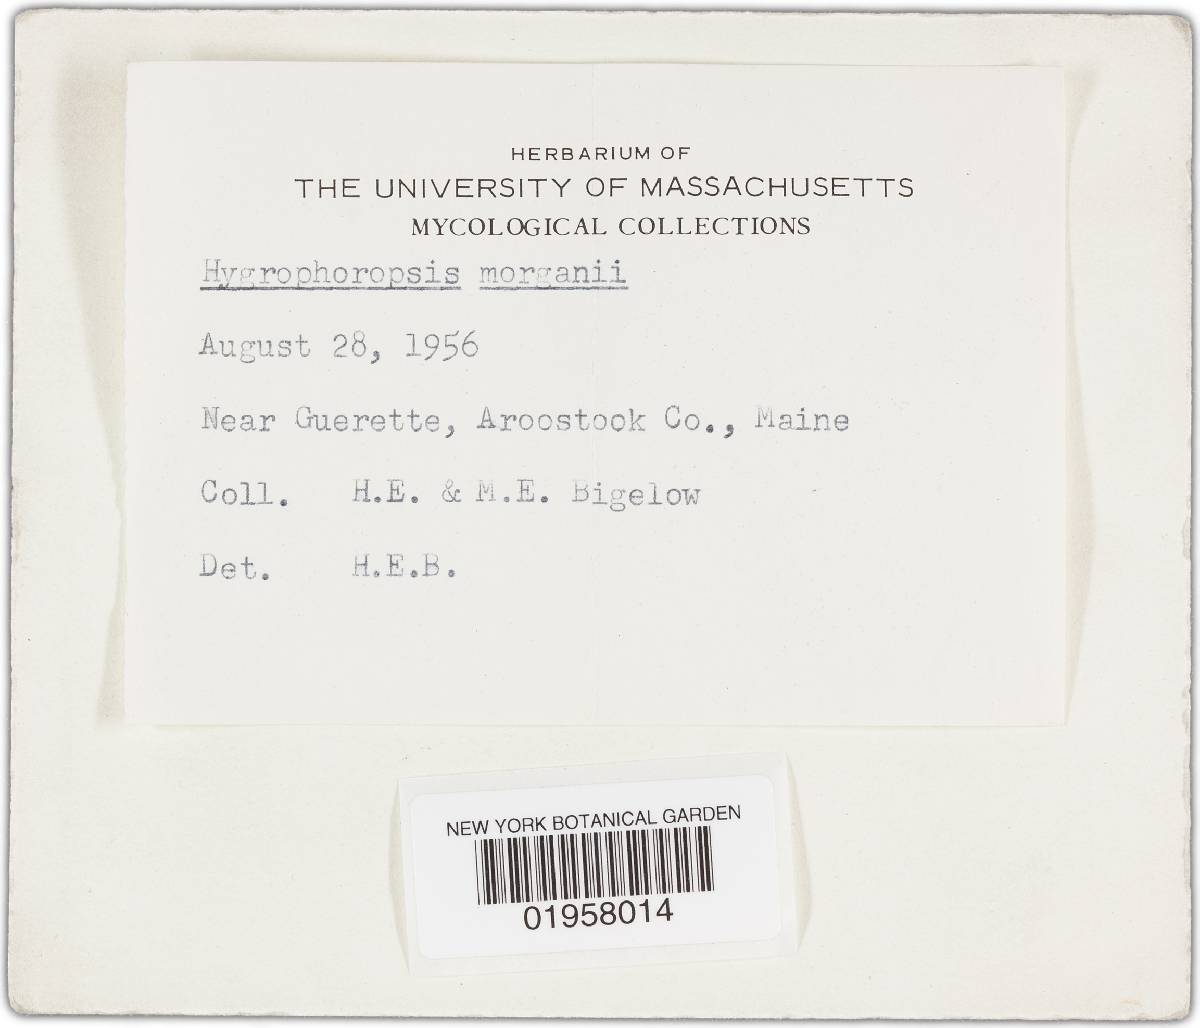 HERBARIUM OF
THE UNIVERSITY OF MASSACHUSETTS
MYCOLOGICAL COLLECTIONS
Hygrophoropsis morganii
August 28, 1956
Near Guerette, Aroostook Co., Maine
Coll. H.E. & M.E. Bigelow
Det. H.E.B.
NEW YORK BOTANICAL GARDEN
01958014